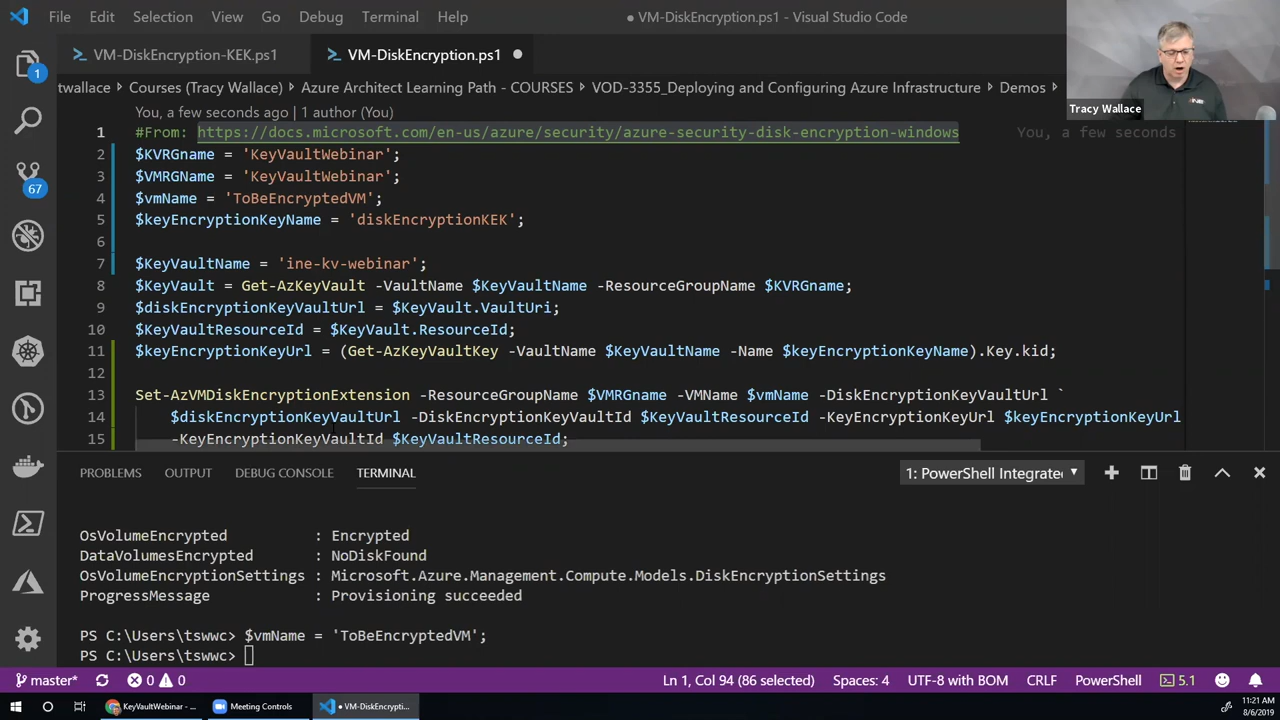 File Edit Selection View Go Debug Terminal Help
● VM-DiskEncryption.ps1 - Visual Studio Code
VM-DiskEncryption-KEK.ps1
VM-DiskEncryption.ps1 ●
Tracy Wallace
twallace › Courses (Tracy Wallace) › Azure Architect Learning Path - COURSES › VOD-3355_Deploying and Configuring Azure Infrastructure › Demos ›
You, a few seconds ago | 1 author (You)
1 #From: https://docs.microsoft.com/en-us/azure/security/azure-security-disk-encryption-windows You, a few seconds
2 $KVRGname = 'KeyVaultWebinar';
3 $VMRGName = 'KeyVaultWebinar';
4 $vmName = 'ToBeEncryptedVM';
5 $keyEncryptionKeyName = 'diskEncryptionKEK';
6
7 $KeyVaultName = 'ine-kv-webinar';
8 $KeyVault = Get-AzKeyVault -VaultName $KeyVaultName -ResourceGroupName $KVRGname;
9 $diskEncryptionKeyVaultUrl = $KeyVault.VaultUri;
10 $KeyVaultResourceId = $KeyVault.ResourceId;
11 $keyEncryptionKeyUrl = (Get-AzKeyVaultKey -VaultName $KeyVaultName -Name $keyEncryptionKeyName).Key.kid;
12
13 Set-AzVMDiskEncryptionExtension -ResourceGroupName $VMRGname -VMName $vmName -DiskEncryptionKeyVaultUrl `
14 $diskEncryptionKeyVaultUrl -DiskEncryptionKeyVaultId $KeyVaultResourceId -KeyEncryptionKeyUrl $keyEncryptionKeyUrl
15 -KeyEncryptionKeyVaultId $KeyVaultResourceId;
1
67
PROBLEMS OUTPUT DEBUG CONSOLE TERMINAL
1: PowerShell Integrate
OsVolumeEncrypted : Encrypted
DataVolumesEncrypted : NoDiskFound
OsVolumeEncryptionSettings : Microsoft.Azure.Management.Compute.Models.DiskEncryptionSettings
ProgressMessage : Provisioning succeeded
PS C:\Users\tswwc> $vmName = 'ToBeEncryptedVM';
PS C:\Users\tswwc>
master* 0 0 Ln 1, Col 94 (86 selected) Spaces: 4 UTF-8 with BOM CRLF PowerShell 5.1
KeyVaultWebinar - ... Meeting Controls ● VM-DiskEncrypti...
11:21 AM
8/6/2019